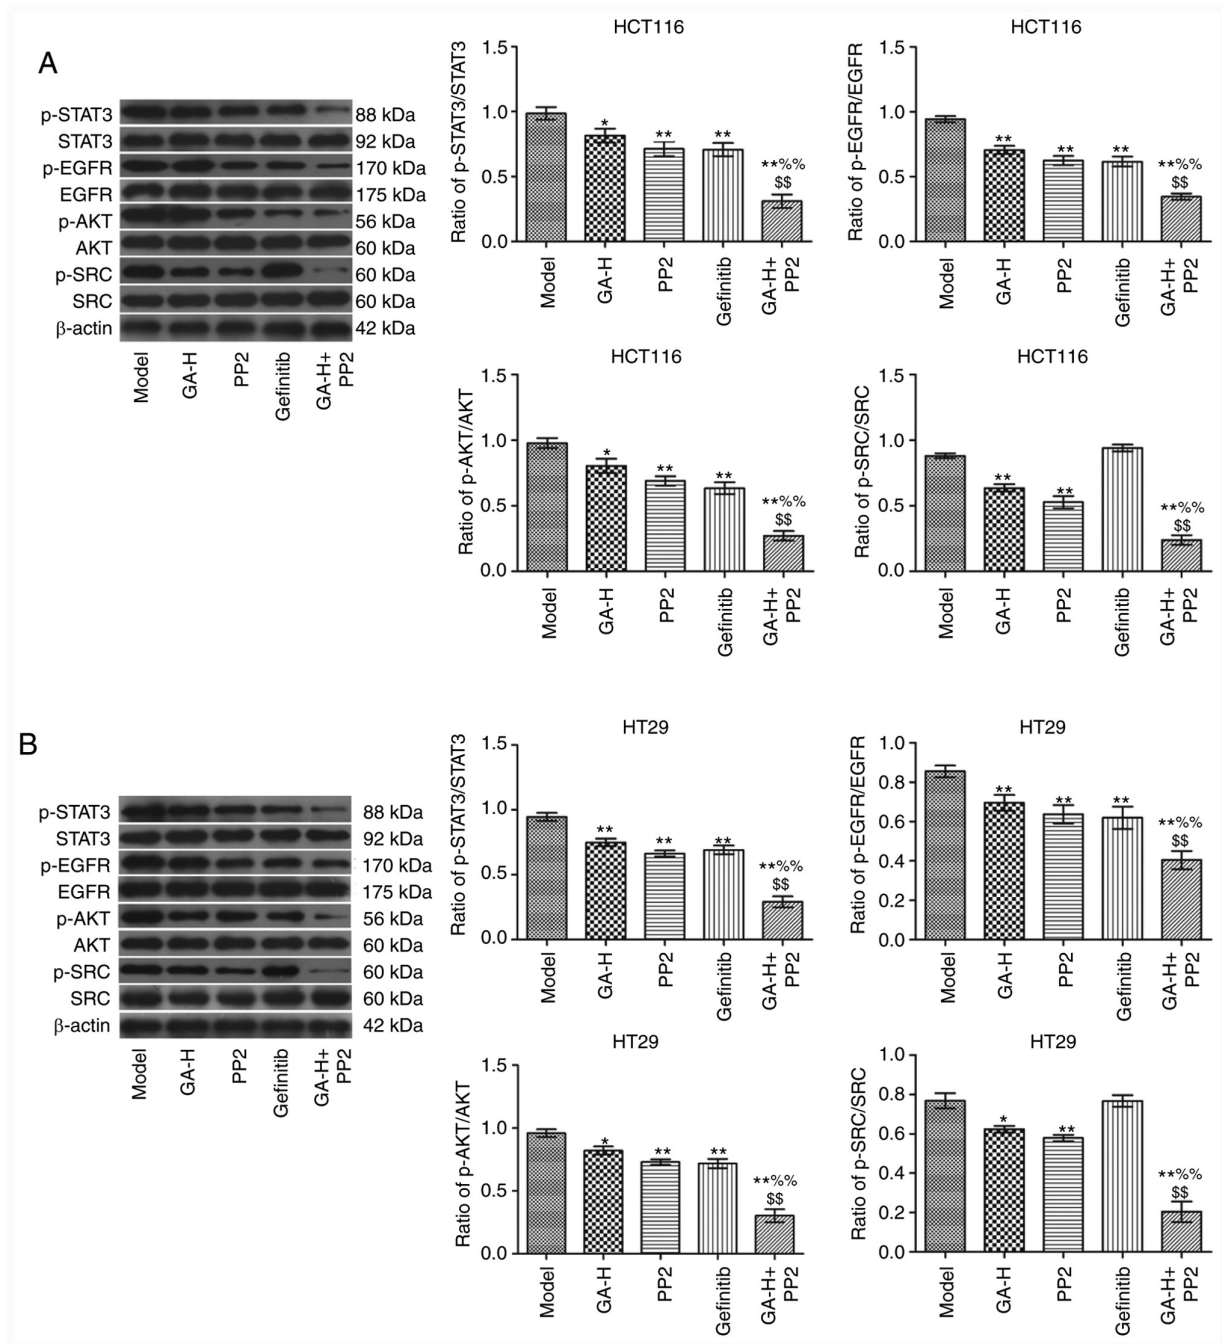 A
p-STAT3 88 kDa
STAT3 92 kDa
p-EGFR 170 kDa
EGFR 175 kDa
p-AKT 56 kDa
AKT 60 kDa
p-SRC 60 kDa
SRC 60 kDa
β-actin 42 kDa
Model
GA-H
PP2
Gefinitib
GA-H+
PP2
HCT116
Ratio of p-STAT3/STAT3
1.5
1.0
0.5
0.0
*
**
**
**%%
$$
Model
GA-H
PP2
Gefinitib
GA-H+
PP2
HCT116
Ratio of p-EGFR/EGFR
1.5
1.0
0.5
0.0
**
**
**
**%%
$$
Model
GA-H
PP2
Gefinitib
GA-H+
PP2
HCT116
Ratio of p-AKT/AKT
1.5
1.0
0.5
0.0
*
**
**
**%%
$$
Model
GA-H
PP2
Gefinitib
GA-H+
PP2
HCT116
Ratio of p-SRC/SRC
1.5
1.0
0.5
0.0
**
**
**%%
$$
Model
GA-H
PP2
Gefinitib
GA-H+
PP2
B
p-STAT3 88 kDa
STAT3 92 kDa
p-EGFR 170 kDa
EGFR 175 kDa
p-AKT 56 kDa
AKT 60 kDa
p-SRC 60 kDa
SRC 60 kDa
β-actin 42 kDa
Model
GA-H
PP2
Gefinitib
GA-H+
PP2
HT29
Ratio of p-STAT3/STAT3
1.5
1.0
0.5
0.0
**
**
**
**%%
$$
Model
GA-H
PP2
Gefinitib
GA-H+
PP2
HT29
Ratio of p-EGFR/EGFR
1.0
0.8
0.6
0.4
0.2
0.0
**
**
**
**%%
$$
Model
GA-H
PP2
Gefinitib
GA-H+
PP2
HT29
Ratio of p-AKT/AKT
1.5
1.0
0.5
0.0
*
**
**
**%%
$$
Model
GA-H
PP2
Gefinitib
GA-H+
PP2
HT29
Ratio of p-SRC/SRC
1.0
0.8
0.6
0.4
0.2
0.0
*
**
**%%
$$
Model
GA-H
PP2
Gefinitib
GA-H+
PP2